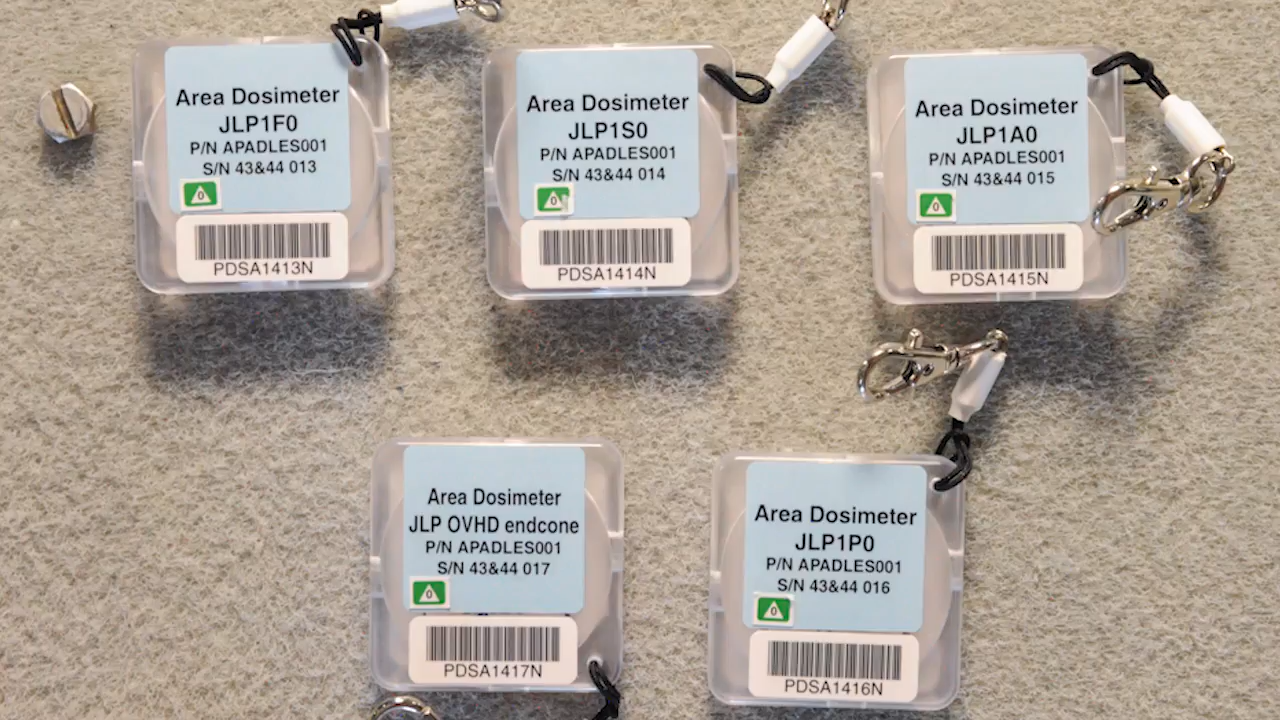 Area Dosimeter
JLP1F0
P/N APADLES001
S/N 43&44 013
0
PDSA1413N
Area Dosimeter
JLP1S0
P/N APADLES001
S/N 43&44 014
0
PDSA1414N
Area Dosimeter
JLP1A0
P/N APADLES001
S/N 43&44 015
0
PDSA1415N
Area Dosimeter
JLP OVHD endcone
P/N APADLES001
S/N 43&44 017
0
PDSA1417N
Area Dosimeter
JLP1P0
P/N APADLES001
S/N 43&44 016
0
PDSA1416N